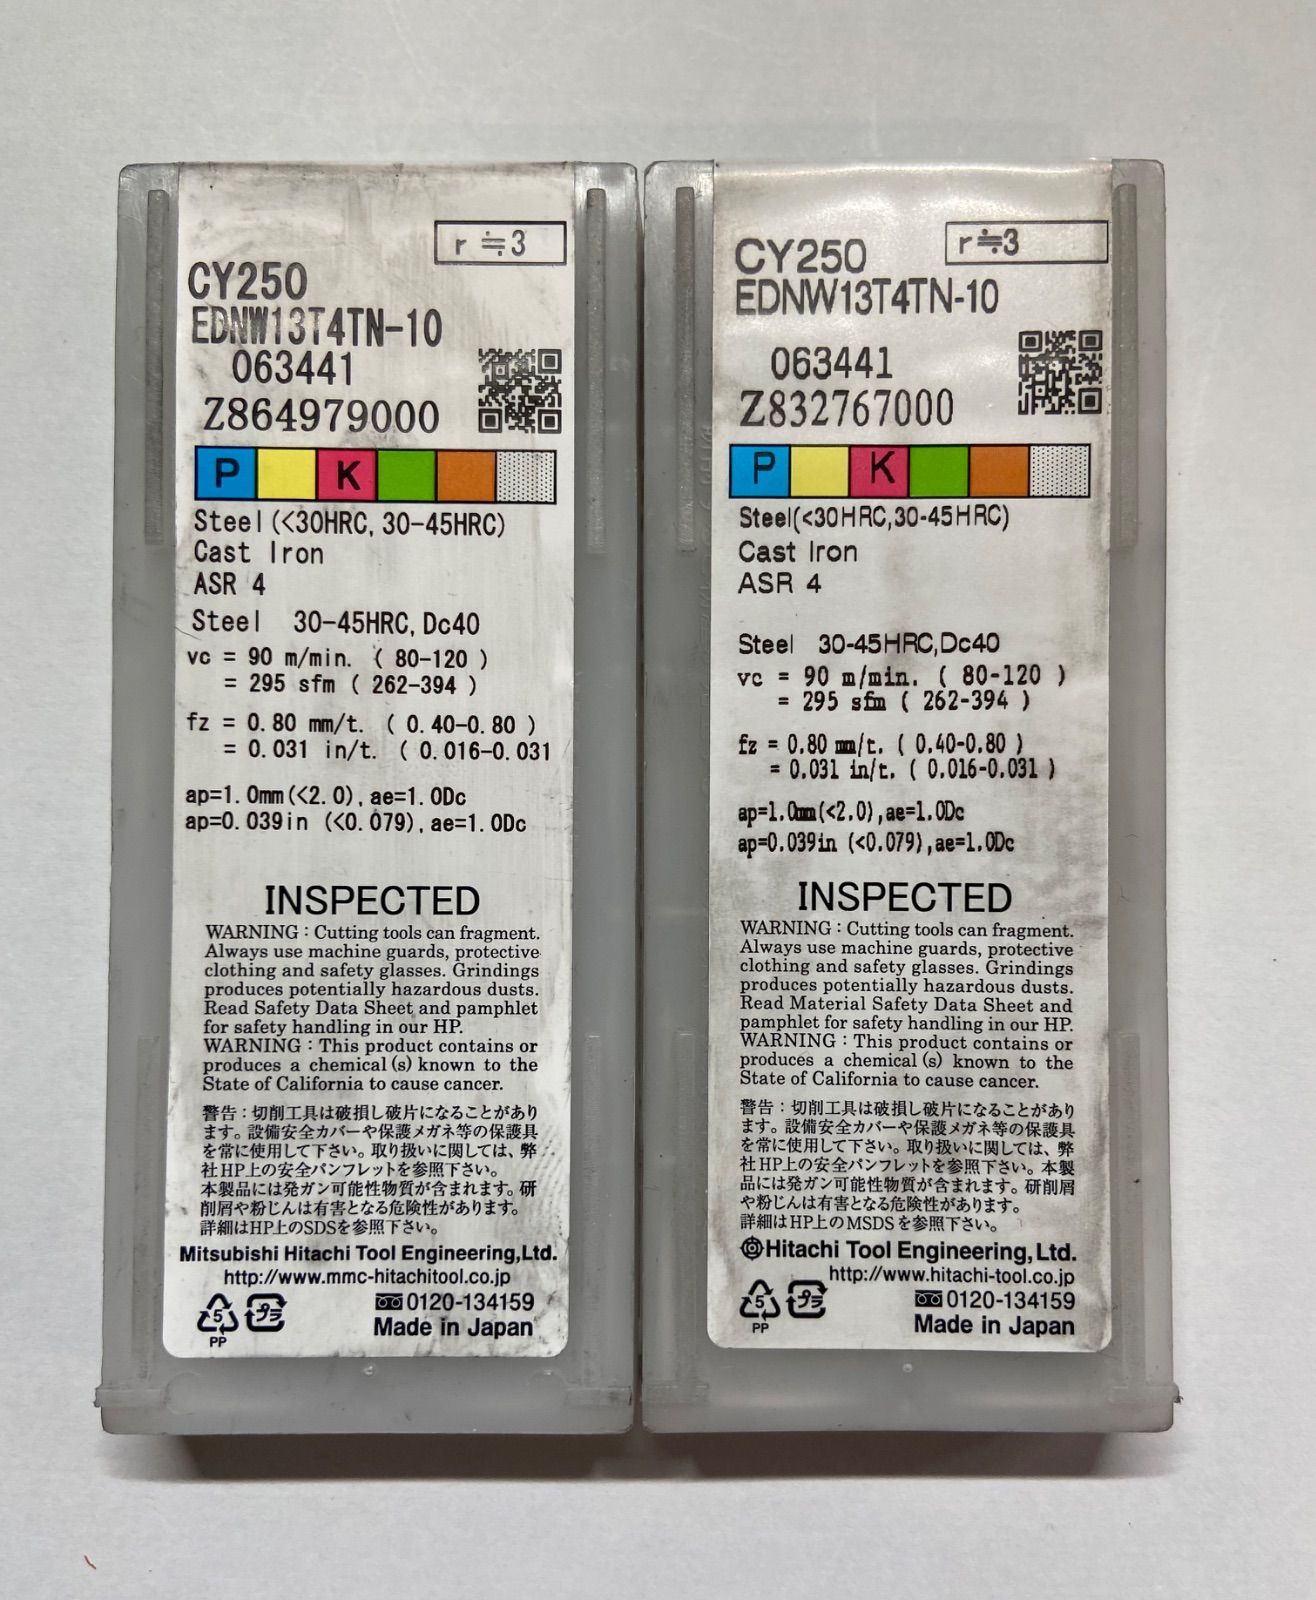 r ≒3
CY250
EDNW13T4TN-10
063441
Z864979000
P K
Steel(<30HRC, 30-45HRC)
Cast Iron
ASR 4
Steel 30-45HRC, Dc40
vc = 90 m/min. ( 80-120 )
= 295 sfm ( 262-394 )
fz = 0.80 mm/t. ( 0.40-0.80 )
= 0.031 in/t. ( 0.016-0.031
ap=1.0mm(<2.0), ae=1.0Dc
ap=0.039in (<0.079), ae=1.0Dc
INSPECTED
WARNING : Cutting tools can fragment.
Always use machine guards, protective
clothing and safety glasses. Grindings
produces potentially hazardous dusts.
Read Safety Data Sheet and pamphlet
for safety handling in our HP.
WARNING : This product contains or
produces a chemical (s) known to the
State of California to cause cancer.
警告：切削工具は破損し破片になることがあり
ます。設備安全カバーや保護メガネ等の保護具
を常に使用して下さい。取り扱いに関しては、弊
社HP上の安全パンフレットを参照下さい。
本製品には発ガン可能性物質が含まれます。研
削屑や粉じんは有害となる危険性があります。
詳細はHP上のSDSを参照下さい。
Mitsubishi Hitachi Tool Engineering,Ltd.
http://www.mmc-hitachitool.co.jp
5 PP プラ 0120-134159
Made in Japan
r≒3
CY250
EDNW13T4TN-10
063441
Z832767000
P K
Steel(<30HRC,30-45HRC)
Cast Iron
ASR 4
Steel 30-45HRC,Dc40
vc = 90 m/min. ( 80-120 )
= 295 sfm ( 262-394 )
fz = 0.80 mm/t. ( 0.40-0.80 )
= 0.031 in/t. ( 0.016-0.031 )
ap=1.0mm(<2.0),ae=1.0Dc
ap=0.039in (<0.079),ae=1.0Dc
INSPECTED
WARNING : Cutting tools can fragment.
Always use machine guards, protective
clothing and safety glasses. Grindings
produces potentially hazardous dusts.
Read Material Safety Data Sheet and
pamphlet for safety handling in our HP.
WARNING : This product contains or
produces a chemical (s) known to the
State of California to cause cancer.
警告：切削工具は破損し破片になることがあり
ます。設備安全カバーや保護メガネ等の保護具
を常に使用して下さい。取り扱いに関しては、弊
社HP上の安全パンフレットを参照下さい。本製
品には発ガン可能性物質が含まれます。研削屑
や粉じんは有害となる危険性があります。
詳細はHP上のMSDSを参照下さい。
Hitachi Tool Engineering,Ltd.
http://www.hitachi-tool.co.jp
5 PP プラ 0120-134159
Made in Japan